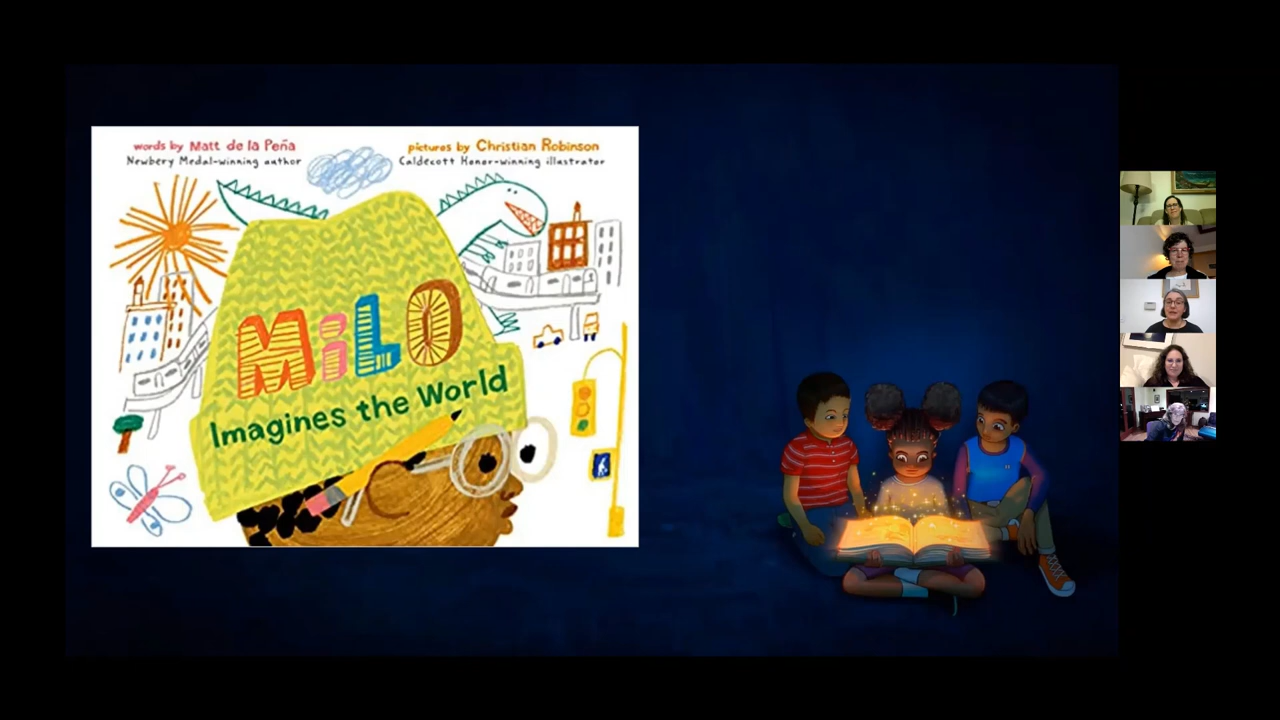 words by Matt de la Peña
Newbery Medal-winning author
pictures by Christian Robinson
Caldecott Honor-winning illustrator
MiLO
Imagines the World